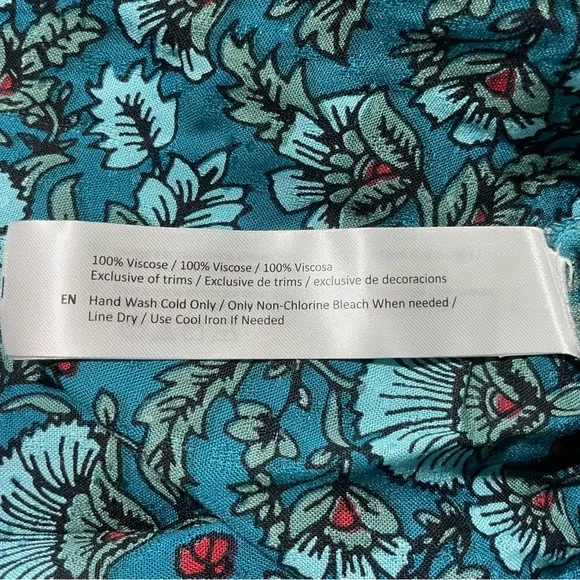 100% Viscose / 100% Viscose / 100% Viscosa
Exclusive of trims / Exclusive de trims / exclusive de decoracions
EN Hand Wash Cold Only / Only Non-Chlorine Bleach When needed /
Line Dry / Use Cool Iron If Needed